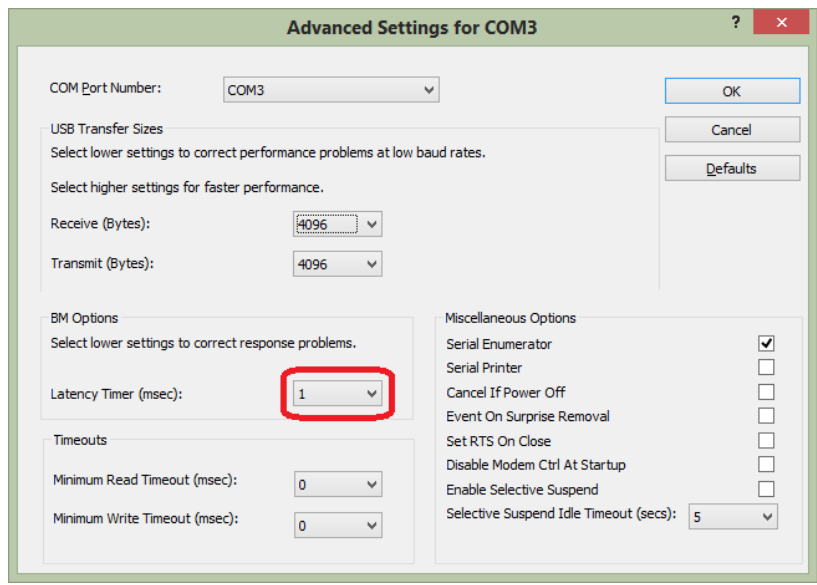 Advanced Settings for COM3
?
COM Port Number:
COM3
OK
Cancel
Defaults
USB Transfer Sizes
Select lower settings to correct performance problems at low baud rates.
Select higher settings for faster performance.
Receive (Bytes):
4096
Transmit (Bytes):
4096
BM Options
Select lower settings to correct response problems.
Latency Timer (msec):
1
Timeouts
Minimum Read Timeout (msec):
0
Minimum Write Timeout (msec):
0
Miscellaneous Options
Serial Enumerator
Serial Printer
Cancel If Power Off
Event On Surprise Removal
Set RTS On Close
Disable Modem Ctrl At Startup
Enable Selective Suspend
Selective Suspend Idle Timeout (secs):
5